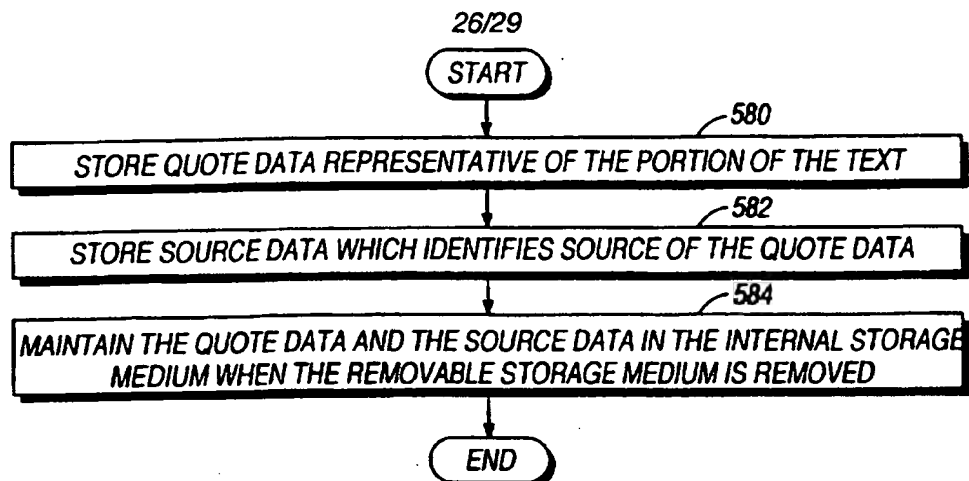 26/29
START
580
STORE QUOTE DATA REPRESENTATIVE OF THE PORTION OF THE TEXT
582
STORE SOURCE DATA WHICH IDENTIFIES SOURCE OF THE QUOTE DATA
584
MAINTAIN THE QUOTE DATA AND THE SOURCE DATA IN THE INTERNAL STORAGE
MEDIUM WHEN THE REMOVABLE STORAGE MEDIUM IS REMOVED
END